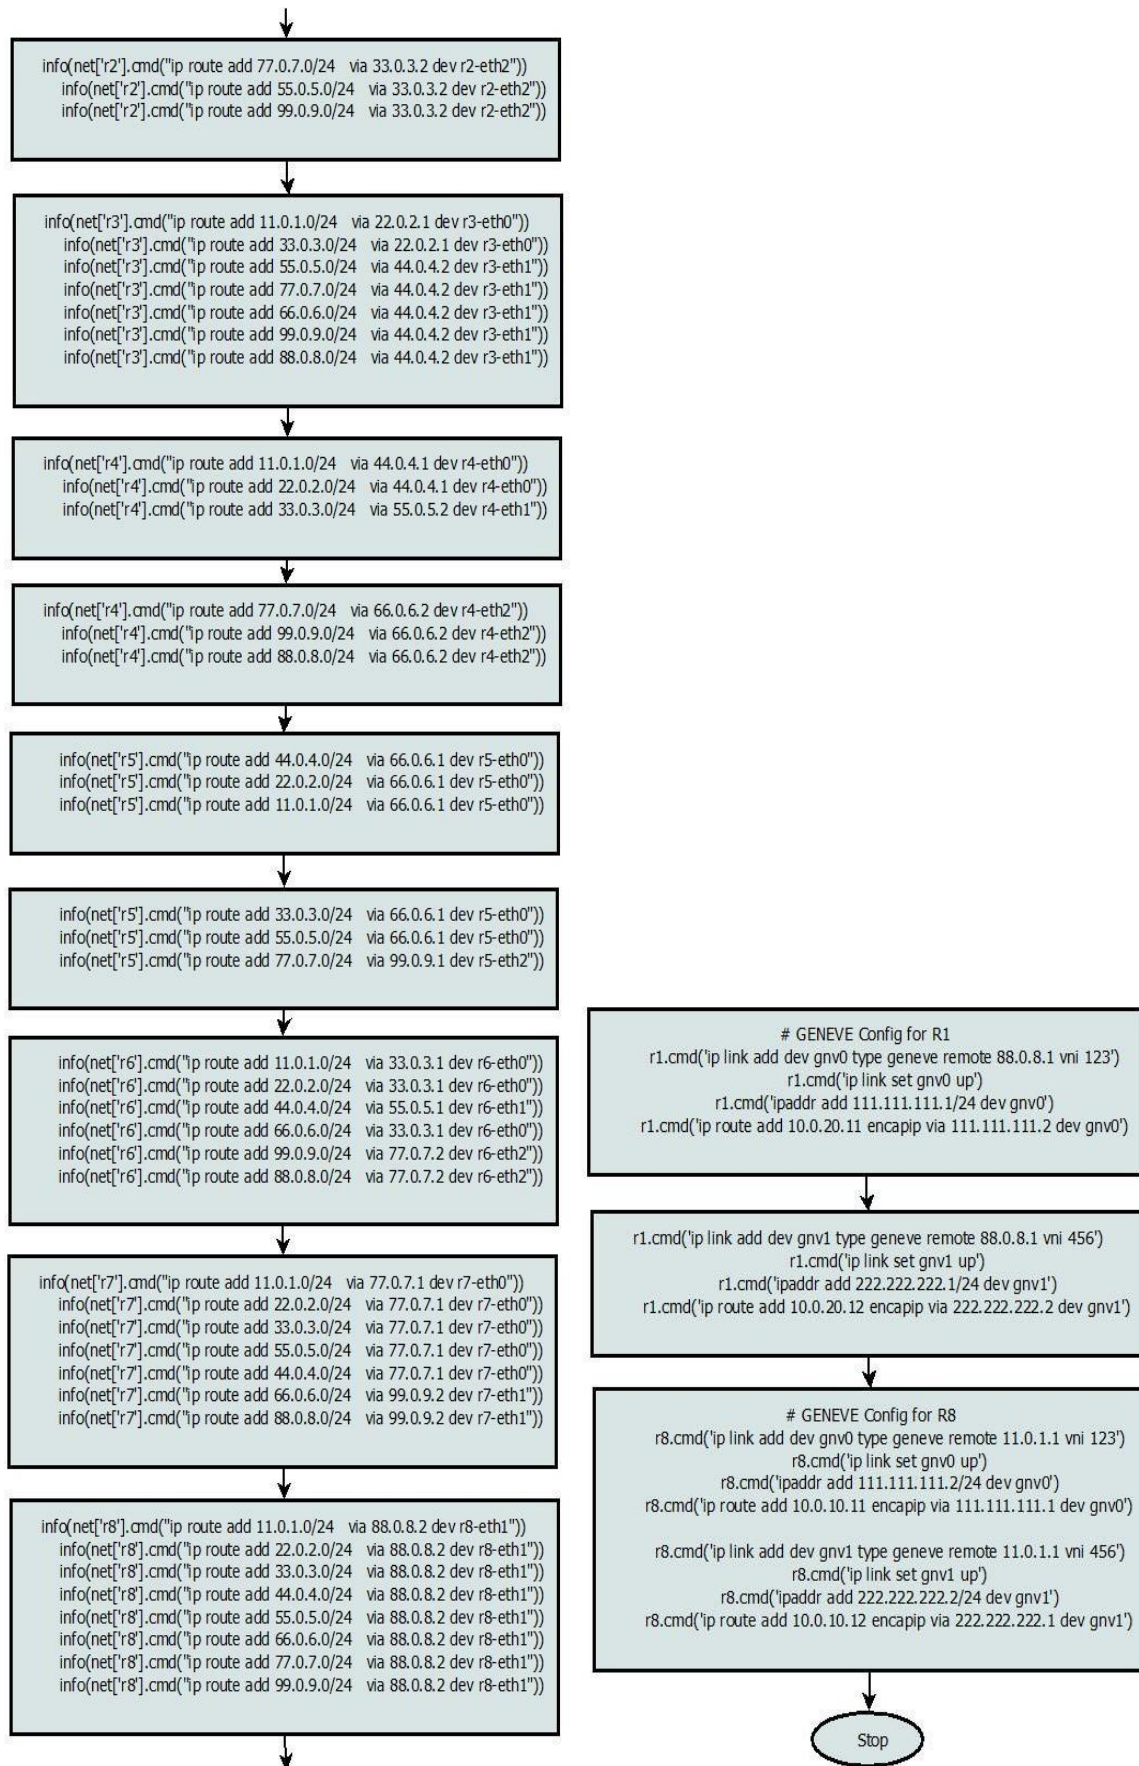 info(net['r2'].cmd("ip route add 77.0.7.0/24 via 33.0.3.2 dev r2-eth2"))
info(net['r2'].cmd("ip route add 55.0.5.0/24 via 33.0.3.2 dev r2-eth2"))
info(net['r2'].cmd("ip route add 99.0.9.0/24 via 33.0.3.2 dev r2-eth2"))
info(net['r3'].cmd("ip route add 11.0.1.0/24 via 22.0.2.1 dev r3-eth0"))
info(net['r3'].cmd("ip route add 33.0.3.0/24 via 22.0.2.1 dev r3-eth0"))
info(net['r3'].cmd("ip route add 55.0.5.0/24 via 44.0.4.2 dev r3-eth1"))
info(net['r3'].cmd("ip route add 77.0.7.0/24 via 44.0.4.2 dev r3-eth1"))
info(net['r3'].cmd("ip route add 66.0.6.0/24 via 44.0.4.2 dev r3-eth1"))
info(net['r3'].cmd("ip route add 99.0.9.0/24 via 44.0.4.2 dev r3-eth1"))
info(net['r3'].cmd("ip route add 88.0.8.0/24 via 44.0.4.2 dev r3-eth1"))
info(net['r4'].cmd("ip route add 11.0.1.0/24 via 44.0.4.1 dev r4-eth0"))
info(net['r4'].cmd("ip route add 22.0.2.0/24 via 44.0.4.1 dev r4-eth0"))
info(net['r4'].cmd("ip route add 33.0.3.0/24 via 55.0.5.2 dev r4-eth1"))
info(net['r4'].cmd("ip route add 77.0.7.0/24 via 66.0.6.2 dev r4-eth2"))
info(net['r4'].cmd("ip route add 99.0.9.0/24 via 66.0.6.2 dev r4-eth2"))
info(net['r4'].cmd("ip route add 88.0.8.0/24 via 66.0.6.2 dev r4-eth2"))
info(net['r5'].cmd("ip route add 44.0.4.0/24 via 66.0.6.1 dev r5-eth0"))
info(net['r5'].cmd("ip route add 22.0.2.0/24 via 66.0.6.1 dev r5-eth0"))
info(net['r5'].cmd("ip route add 11.0.1.0/24 via 66.0.6.1 dev r5-eth0"))
info(net['r5'].cmd("ip route add 33.0.3.0/24 via 66.0.6.1 dev r5-eth0"))
info(net['r5'].cmd("ip route add 55.0.5.0/24 via 66.0.6.1 dev r5-eth0"))
info(net['r5'].cmd("ip route add 77.0.7.0/24 via 99.0.9.1 dev r5-eth2"))
info(net['r6'].cmd("ip route add 11.0.1.0/24 via 33.0.3.1 dev r6-eth0"))
info(net['r6'].cmd("ip route add 22.0.2.0/24 via 33.0.3.1 dev r6-eth0"))
info(net['r6'].cmd("ip route add 44.0.4.0/24 via 55.0.5.1 dev r6-eth1"))
info(net['r6'].cmd("ip route add 66.0.6.0/24 via 33.0.3.1 dev r6-eth0"))
info(net['r6'].cmd("ip route add 99.0.9.0/24 via 77.0.7.2 dev r6-eth2"))
info(net['r6'].cmd("ip route add 88.0.8.0/24 via 77.0.7.2 dev r6-eth2"))
info(net['r7'].cmd("ip route add 11.0.1.0/24 via 77.0.7.1 dev r7-eth0"))
info(net['r7'].cmd("ip route add 22.0.2.0/24 via 77.0.7.1 dev r7-eth0"))
info(net['r7'].cmd("ip route add 33.0.3.0/24 via 77.0.7.1 dev r7-eth0"))
info(net['r7'].cmd("ip route add 55.0.5.0/24 via 77.0.7.1 dev r7-eth0"))
info(net['r7'].cmd("ip route add 44.0.4.0/24 via 77.0.7.1 dev r7-eth0"))
info(net['r7'].cmd("ip route add 66.0.6.0/24 via 99.0.9.2 dev r7-eth1"))
info(net['r7'].cmd("ip route add 88.0.8.0/24 via 99.0.9.2 dev r7-eth1"))
info(net['r8'].cmd("ip route add 11.0.1.0/24 via 88.0.8.2 dev r8-eth1"))
info(net['r8'].cmd("ip route add 22.0.2.0/24 via 88.0.8.2 dev r8-eth1"))
info(net['r8'].cmd("ip route add 33.0.3.0/24 via 88.0.8.2 dev r8-eth1"))
info(net['r8'].cmd("ip route add 44.0.4.0/24 via 88.0.8.2 dev r8-eth1"))
info(net['r8'].cmd("ip route add 55.0.5.0/24 via 88.0.8.2 dev r8-eth1"))
info(net['r8'].cmd("ip route add 66.0.6.0/24 via 88.0.8.2 dev r8-eth1"))
info(net['r8'].cmd("ip route add 77.0.7.0/24 via 88.0.8.2 dev r8-eth1"))
info(net['r8'].cmd("ip route add 99.0.9.0/24 via 88.0.8.2 dev r8-eth1"))
# GENEVE Config for R1
r1.cmd('ip link add dev gnv0 type geneve remote 88.0.8.1 vni 123')
r1.cmd('ip link set gnv0 up')
r1.cmd('ipaddr add 111.111.111.1/24 dev gnv0')
r1.cmd('ip route add 10.0.20.11 encapip via 111.111.111.2 dev gnv0')
r1.cmd('ip link add dev gnv1 type geneve remote 88.0.8.1 vni 456')
r1.cmd('ip link set gnv1 up')
r1.cmd('ipaddr add 222.222.222.1/24 dev gnv1')
r1.cmd('ip route add 10.0.20.12 encapip via 222.222.222.2 dev gnv1')
# GENEVE Config for R8
r8.cmd('ip link add dev gnv0 type geneve remote 11.0.1.1 vni 123')
r8.cmd('ip link set gnv0 up')
r8.cmd('ipaddr add 111.111.111.2/24 dev gnv0')
r8.cmd('ip route add 10.0.10.11 encapip via 111.111.111.1 dev gnv0')
r8.cmd('ip link add dev gnv1 type geneve remote 11.0.1.1 vni 456')
r8.cmd('ip link set gnv1 up')
r8.cmd('ipaddr add 222.222.222.2/24 dev gnv1')
r8.cmd('ip route add 10.0.10.12 encapip via 222.222.222.1 dev gnv1')
Stop